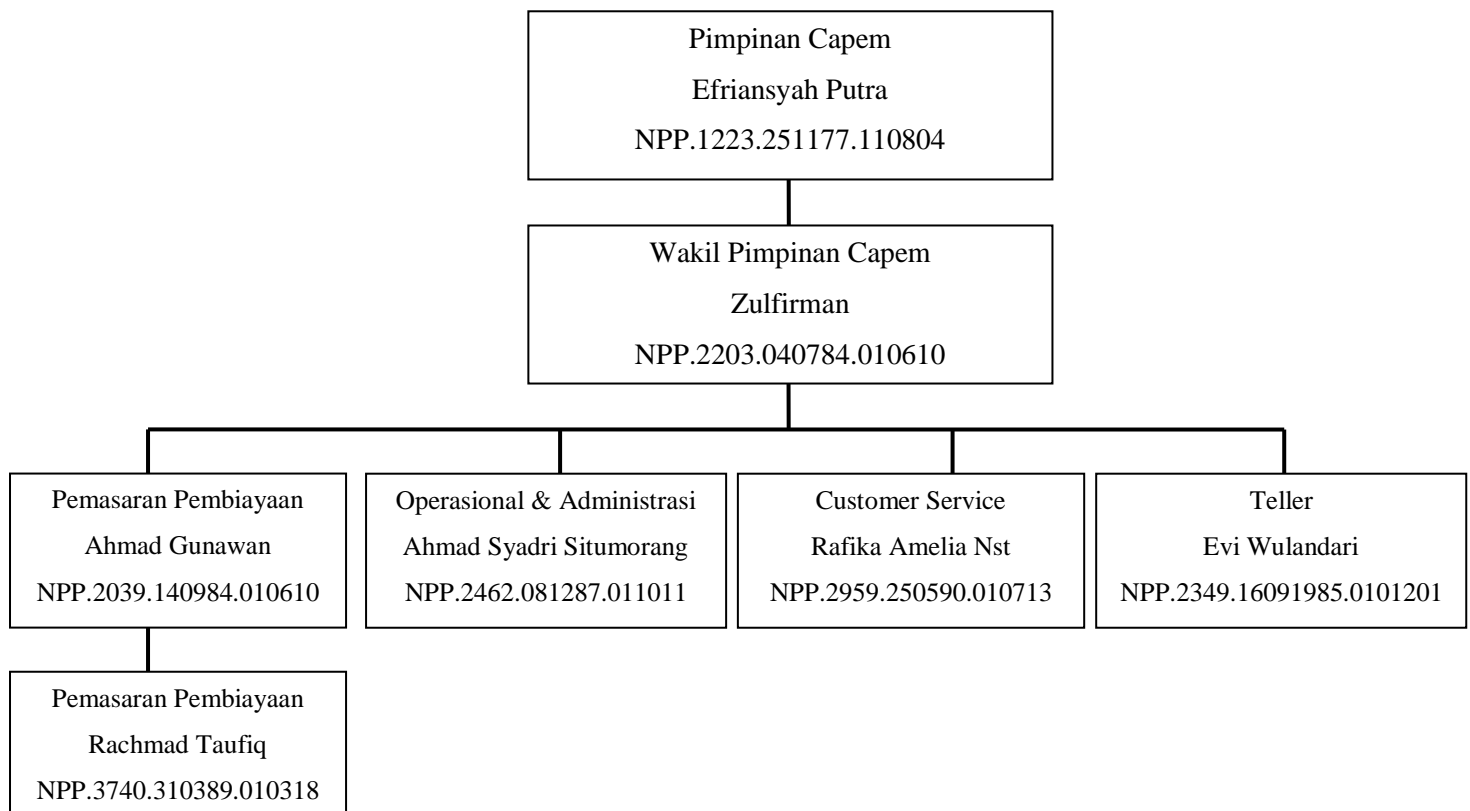 Pimpinan Capem
Efriansyah Putra
NPP.1223.251177.110804
Wakil Pimpinan Capem
Zulfirman
NPP.2203.040784.010610
Pemasaran Pembiayaan
Ahmad Gunawan
NPP.2039.140984.010610
Operasional & Administrasi
Ahmad Syadri Situmorang
NPP.2462.081287.011011
Customer Service
Rafika Amelia Nst
NPP.2959.250590.010713
Teller
Evi Wulandari
NPP.2349.16091985.0101201
Pemasaran Pembiayaan
Rachmad Taufiq
NPP.3740.310389.010318